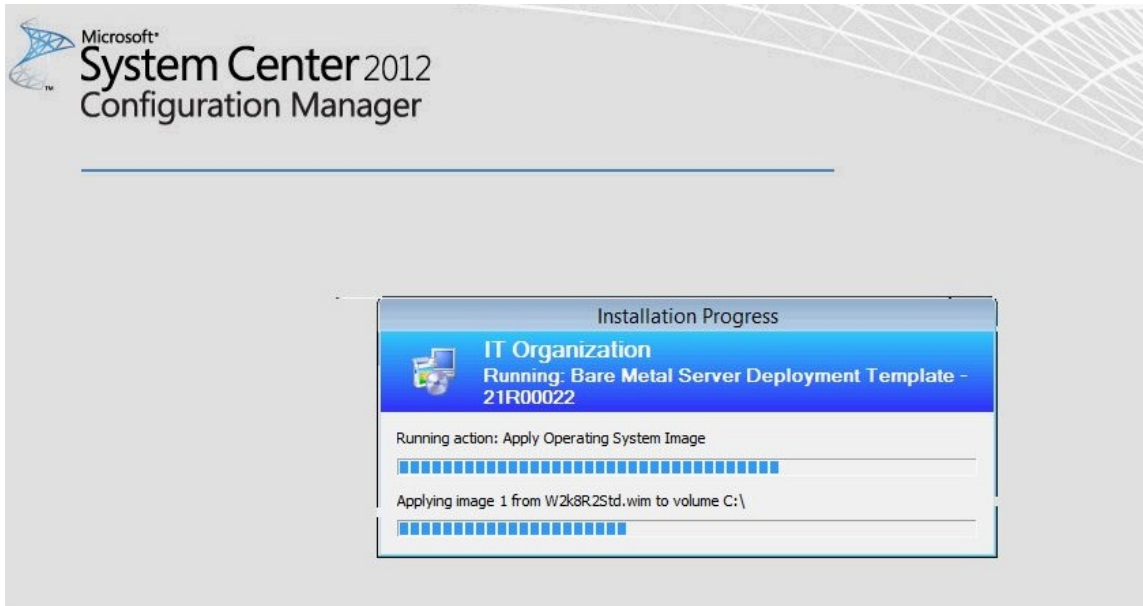 Microsoft®
System Center 2012
™
Configuration Manager
Installation Progress
IT Organization
Running: Bare Metal Server Deployment Template -
21R00022
Running action: Apply Operating System Image
Applying image 1 from W2k8R2Std.wim to volume C:\